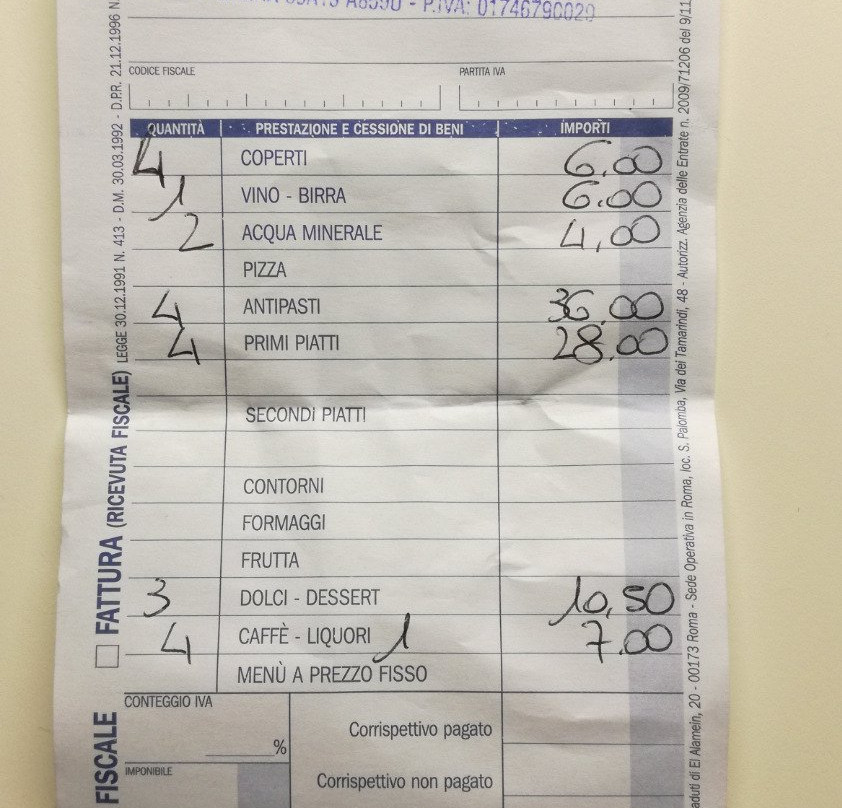 P.IVA: 01746790029
CODICE FISCALE PARTITA IVA
QUANTITÀ PRESTAZIONE E CESSIONE DI BENI IMPORTI
4 COPERTI 6.00
1 VINO - BIRRA 6.00
2 ACQUA MINERALE 4,00
PIZZA
4 ANTIPASTI 36.00
4 PRIMI PIATTI 28.00
SECONDI PIATTI
CONTORNI
FORMAGGI
FRUTTA
3 DOLCI - DESSERT 10,50
4 CAFFÈ - LIQUORI 1 7.00
MENÙ A PREZZO FISSO
CONTEGGIO IVA
Corrispettivo pagato
%
IMPONIBILE
Corrispettivo non pagato
FISCALE
FATTURA (RICEVUTA FISCALE) LEGGE 30.12.1991 N. 413 - D.M. 30.03.1992 - D.P.R. 21.12.1996 N.
aduti di El Alamein, 20 - 00173 Roma - Sede Operativa in Roma, loc. S. Palomba, Via dei Tamarindi, 48 - Autorizz. Agenzia delle Entrate n. 2009/71206 del 9/11